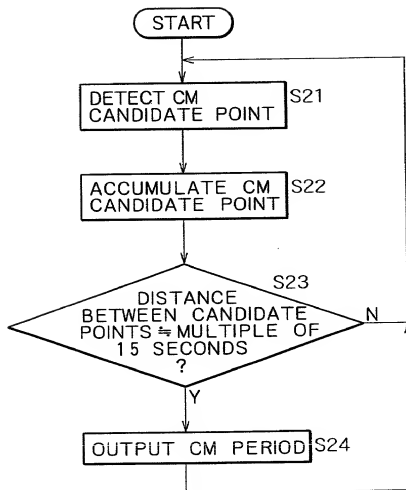 START
DETECT CM
CANDIDATE POINT
S21
ACCUMULATE CM
CANDIDATE POINT
S22
S23
DISTANCE
BETWEEN CANDIDATE
POINTS ≒ MULTIPLE OF
15 SECONDS
?
N
Y
OUTPUT CM PERIOD
S24